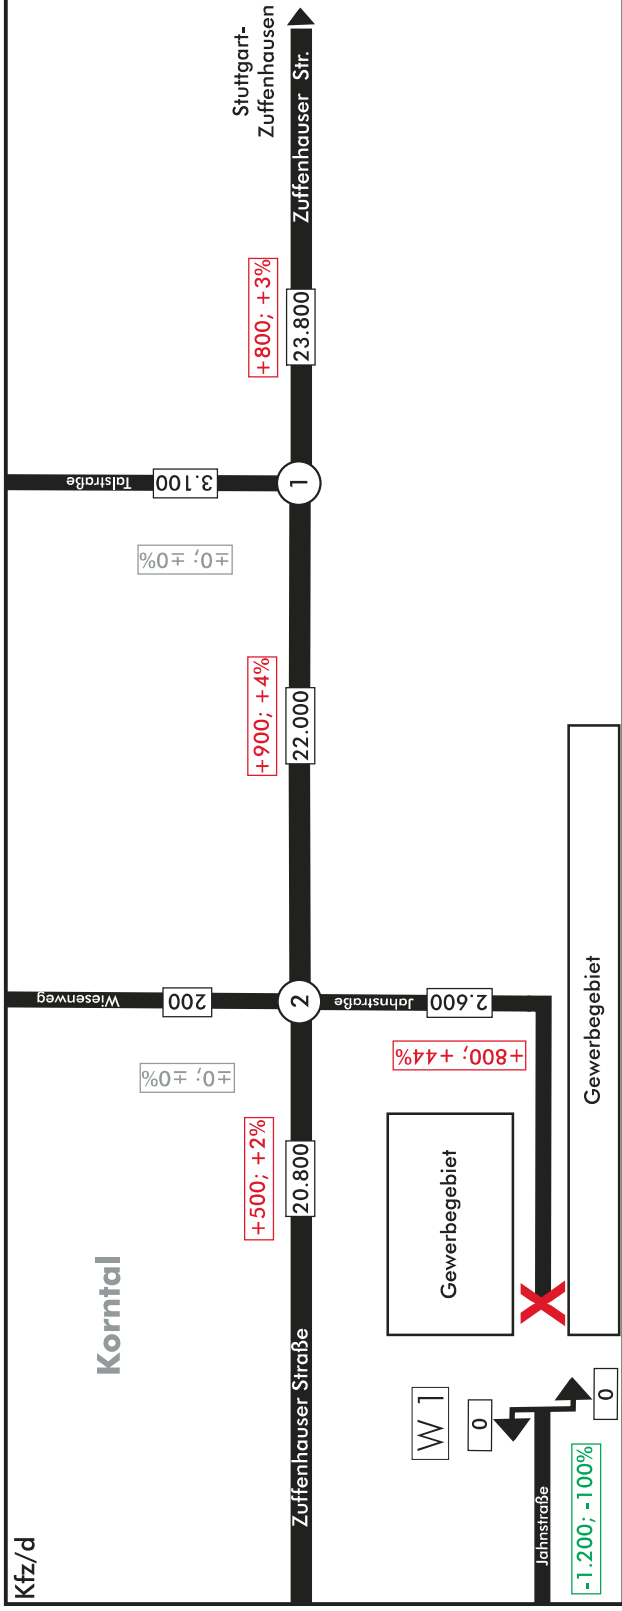 Kfz/d
Korntal
Stuttgart-
Zuffenhausen
Wiesenweg
200
±0; ±0%
Talstraße
3.100
±0; ±0%
+500; +2%
+900; +4%
+800; +3%
Zuffenhauser Straße
20.800
2
22.000
1
23.800
Zuffenhauser Str.
Jahnstraße
2.600
+800; +44%
W 1
0
Gewerbegebiet
X
Jahnstraße
0
-1.200; -100%
Gewerbegebiet